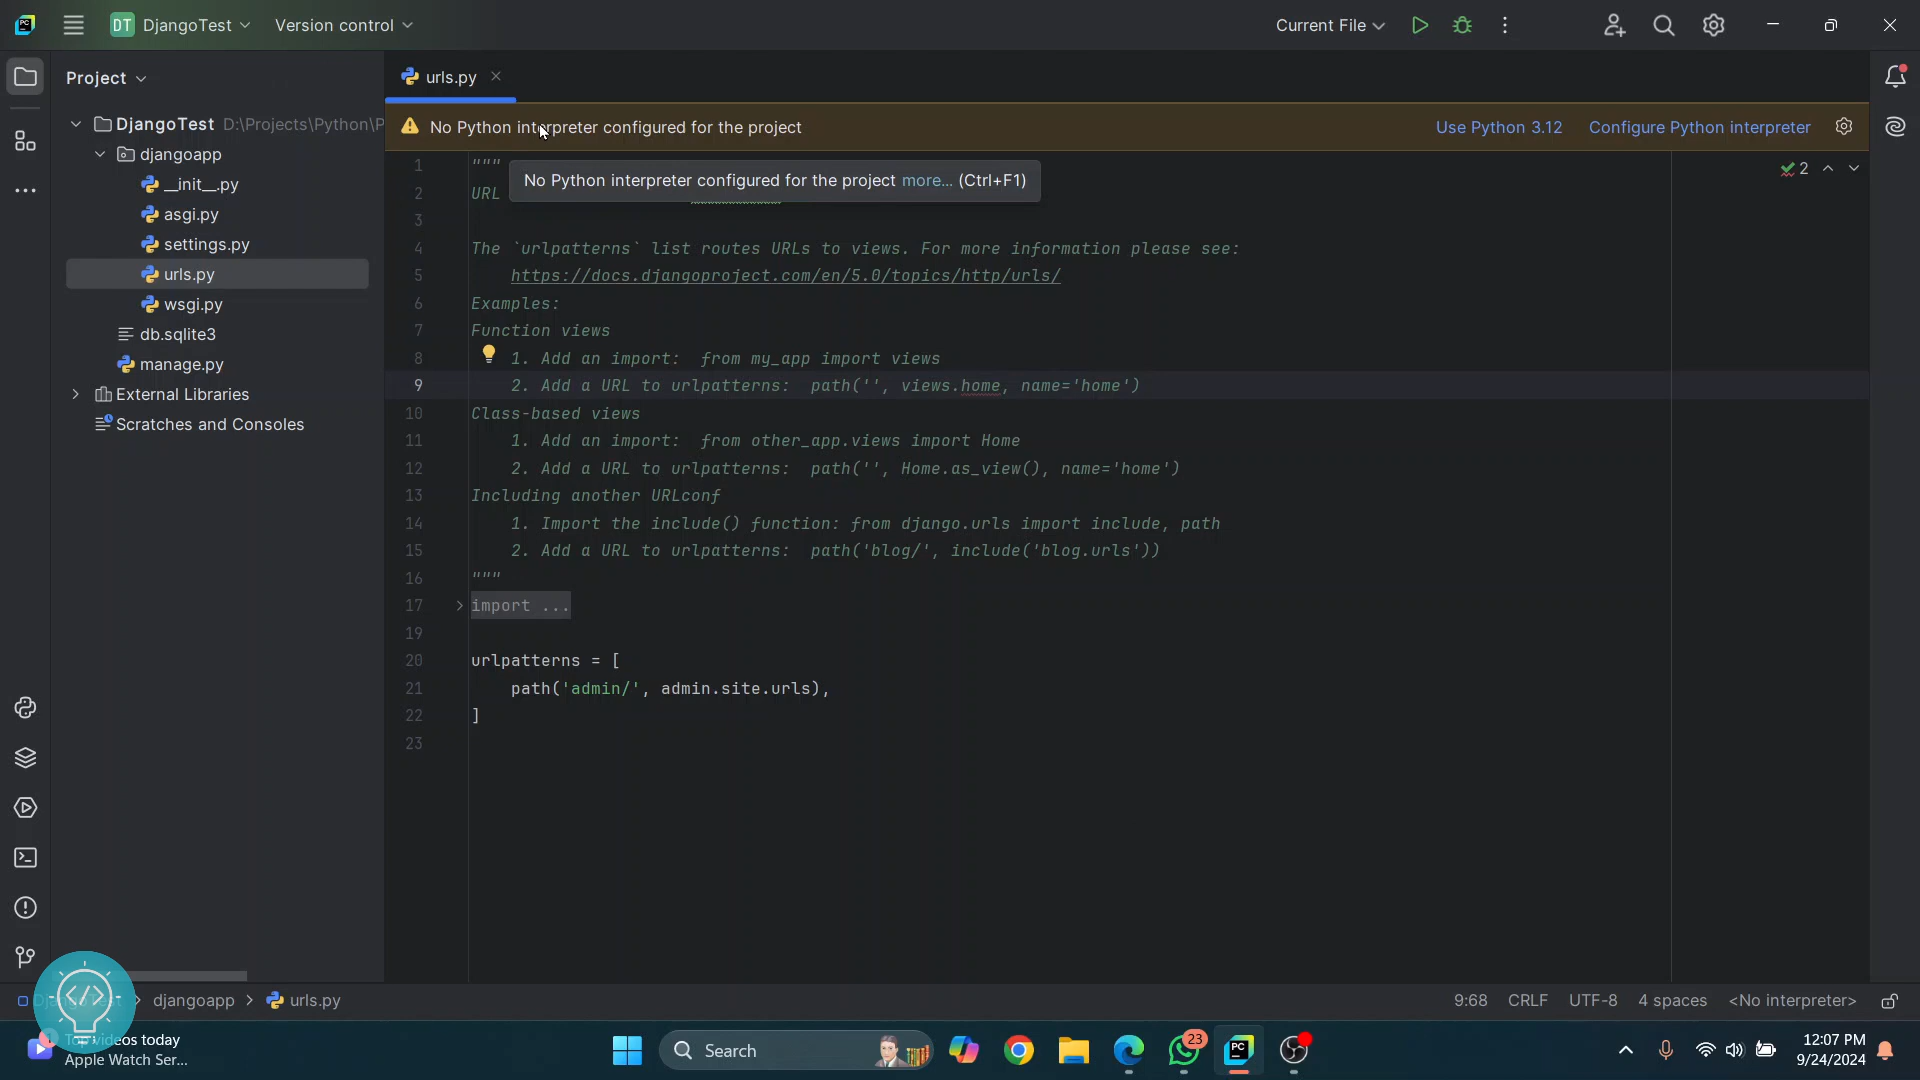 DT DjangoTest Version control Current File
Project
urls.py
DjangoTest D:\Projects\Python\P
No Python interpreter configured for the project Use Python 3.12 Configure Python interpreter
djangoapp
__init__.py
asgi.py
settings.py
urls.py
wsgi.py
db.sqlite3
manage.py
External Libraries
Scratches and Consoles
1 """
No Python interpreter configured for the project more... (Ctrl+F1)
2 URL
2
3
4 The `urlpatterns` list routes URLs to views. For more information please see:
5 https://docs.djangoproject.com/en/5.0/topics/http/urls/
6 Examples:
7 Function views
8 1. Add an import: from my_app import views
9 2. Add a URL to urlpatterns: path('', views.home, name='home')
10 Class-based views
11 1. Add an import: from other_app.views import Home
12 2. Add a URL to urlpatterns: path('', Home.as_view(), name='home')
13 Including another URLconf
14 1. Import the include() function: from django.urls import include, path
15 2. Add a URL to urlpatterns: path('blog/', include('blog.urls'))
16 """
17 import ...
19
20 urlpatterns = [
21 path('admin/', admin.site.urls),
22 ]
23
djangoapp urls.py 9:68 CRLF UTF-8 4 spaces <No interpreter>
1 videos today
Apple Watch Ser...
Search
23
PC
12:07 PM
9/24/2024